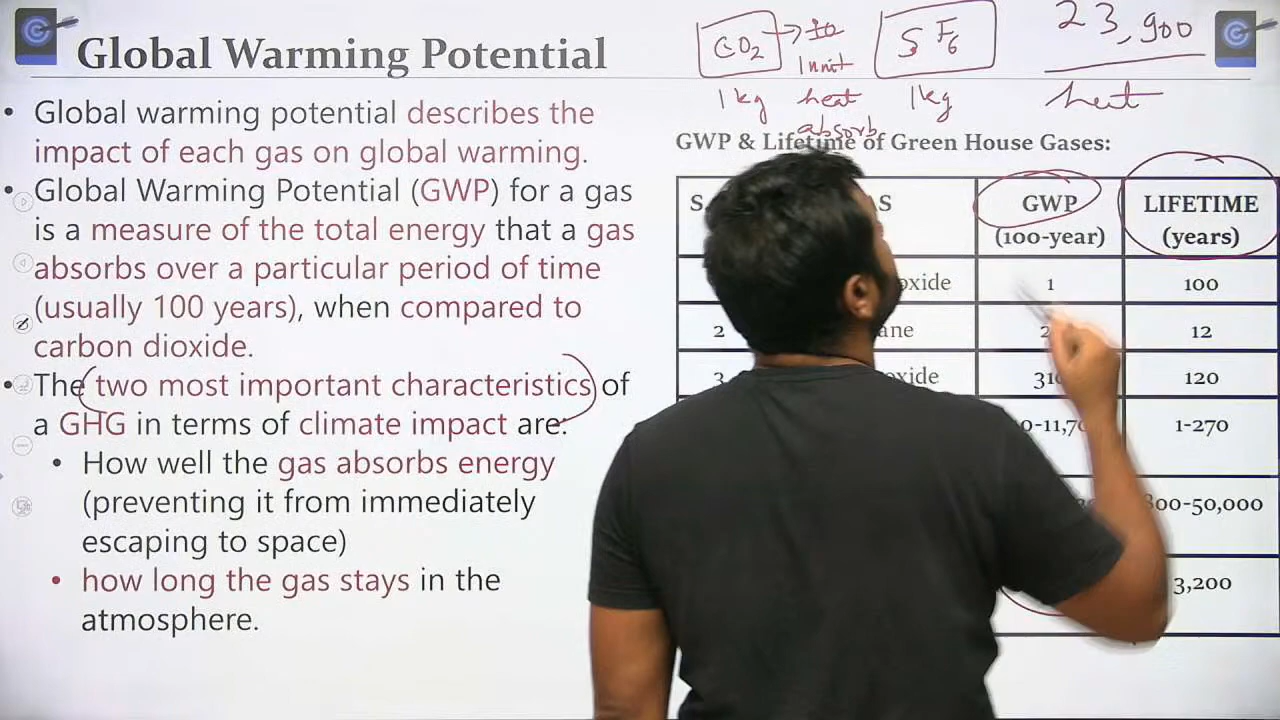 Global Warming Potential
• Global warming potential describes the
impact of each gas on global warming.
• Global Warming Potential (GWP) for a gas
is a measure of the total energy that a gas
absorbs over a particular period of time
(usually 100 years), when compared to
carbon dioxide.
• The two most important characteristics of
a GHG in terms of climate impact are:
• How well the gas absorbs energy
(preventing it from immediately
escaping to space)
• how long the gas stays in the
atmosphere.
CO2 → to SF6 23,900
1 unit
1 kg heat 1 kg heat
absorb
GWP & Lifetime of Green House Gases:
GWP LIFETIME
(100-year) (years)
1 100
2 12
3 310 120
1-270
3,200